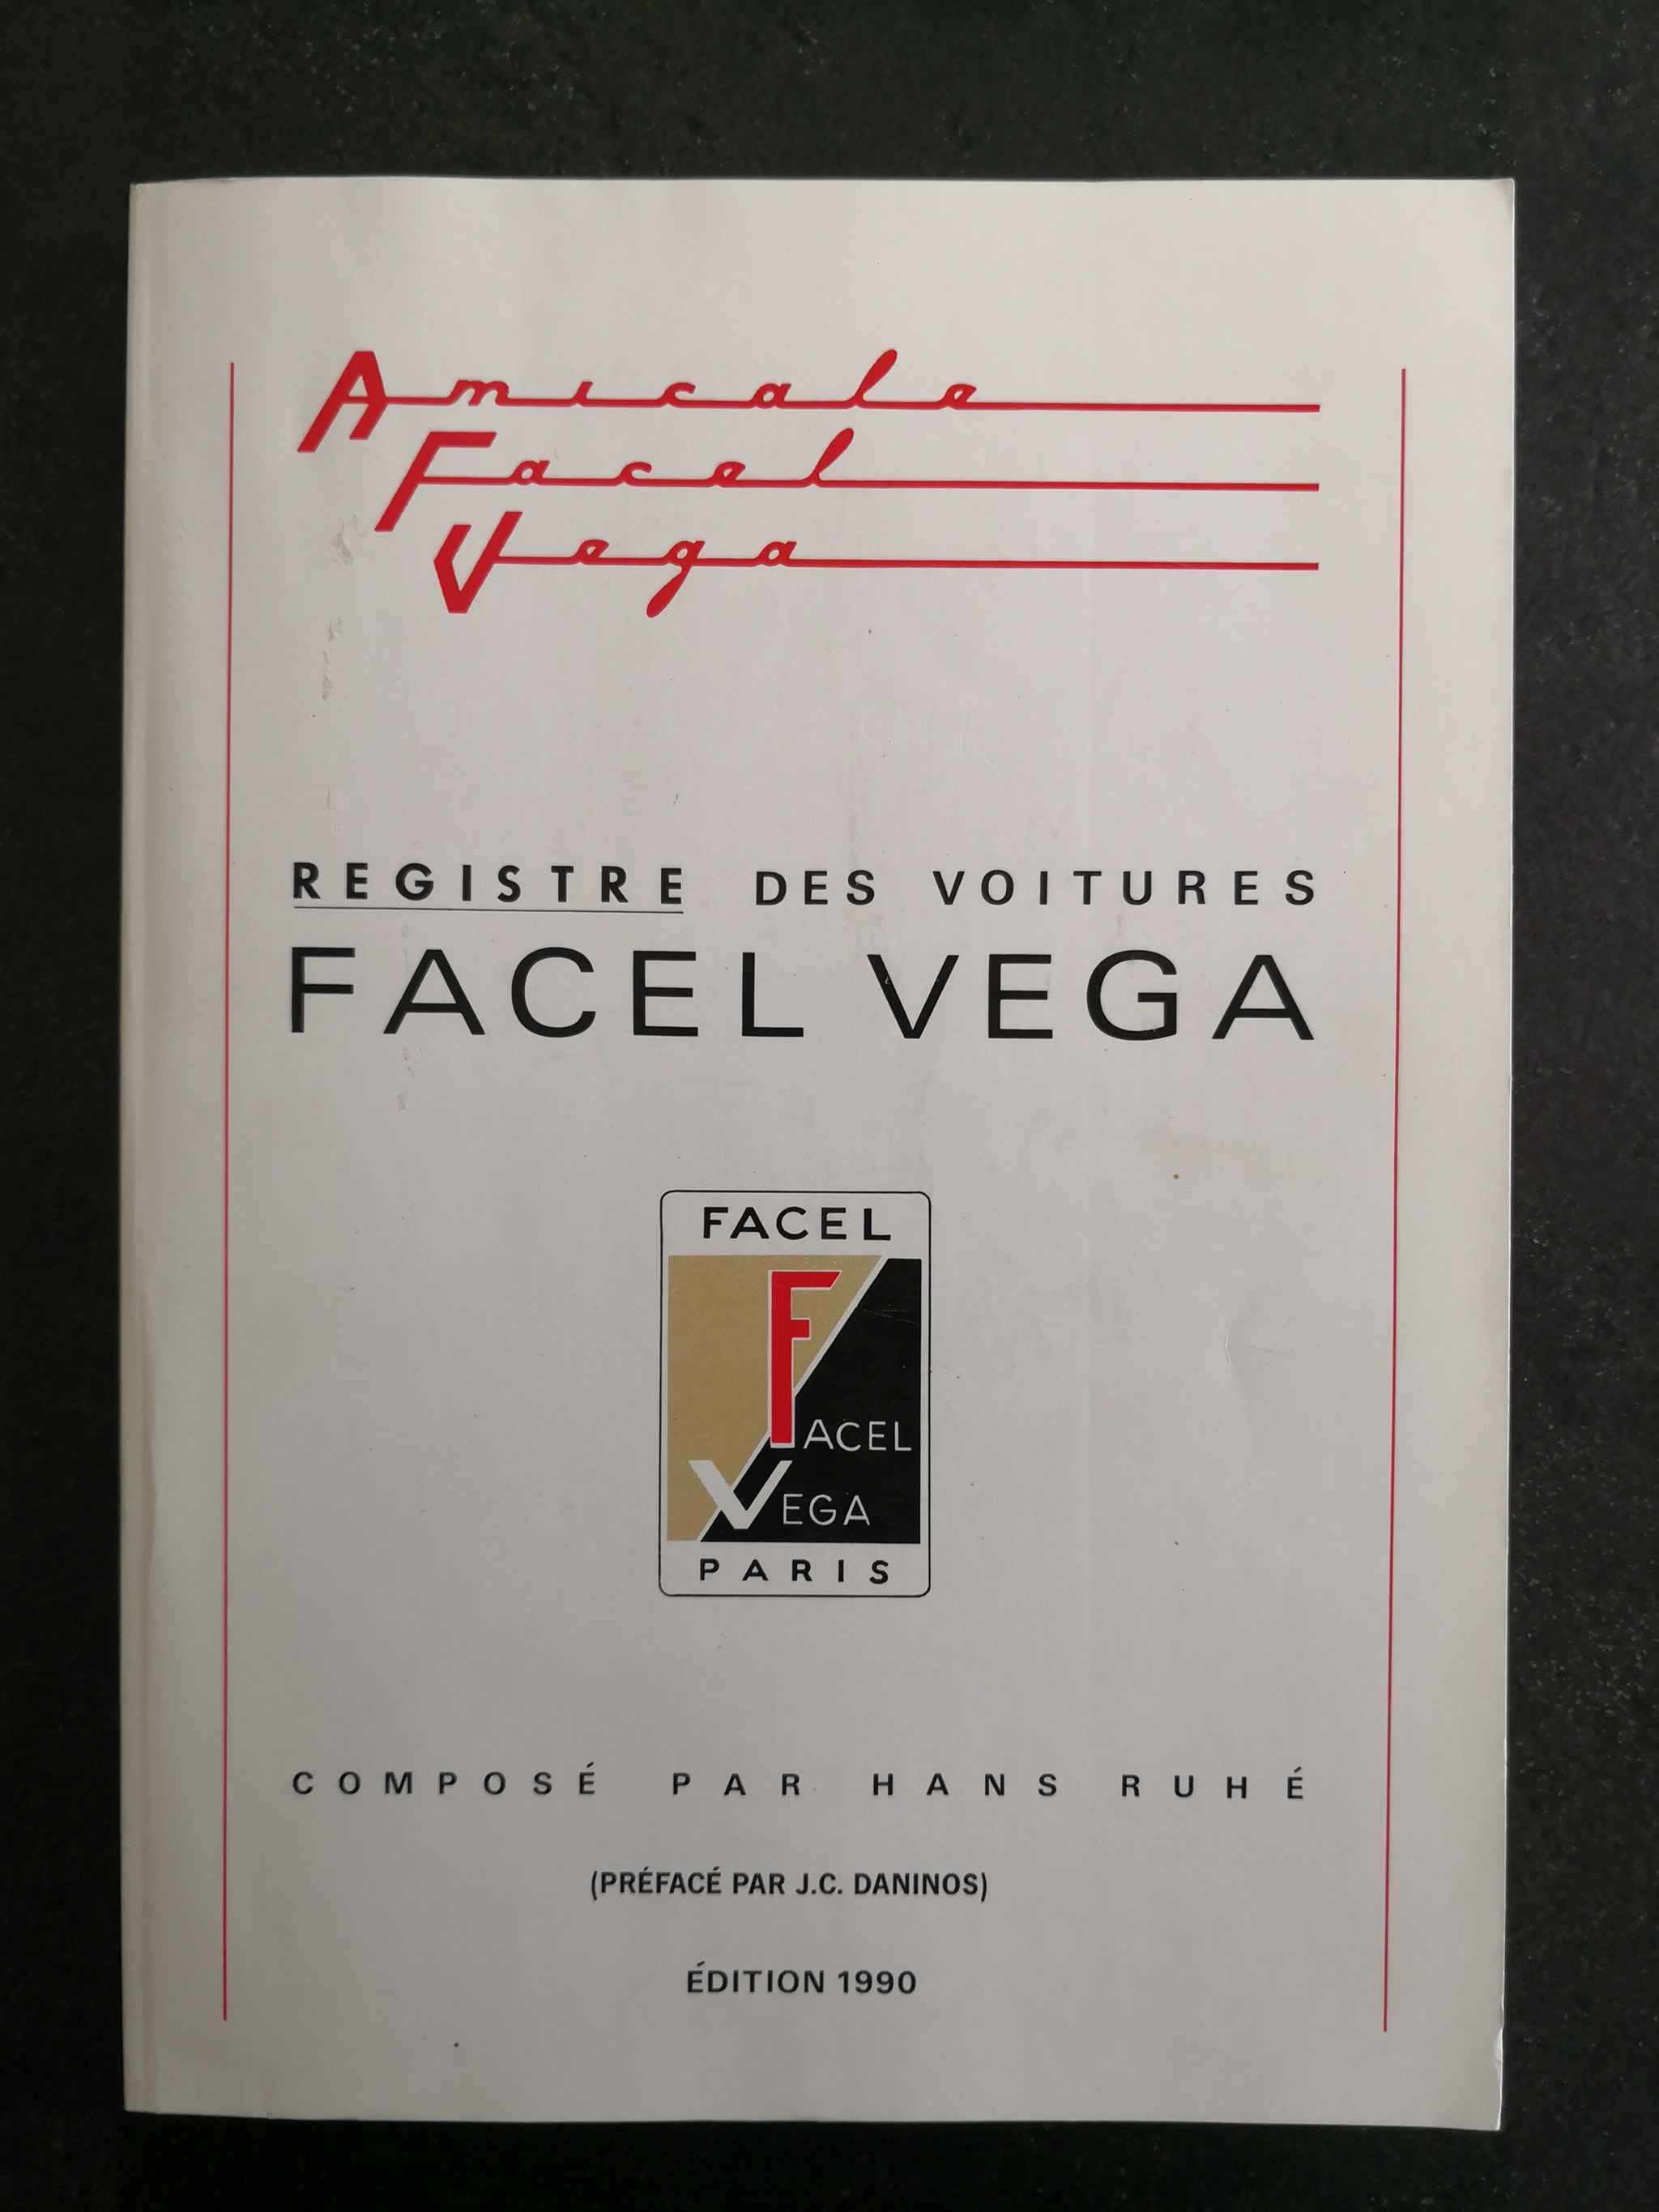 Amicale
Facel
Vega
REGISTRE DES VOITURES
FACEL VEGA
FACEL
FACEL
VEGA
PARIS
COMPOSÉ PAR HANS RUHÉ
(PRÉFACÉ PAR J.C. DANINOS)
ÉDITION 1990